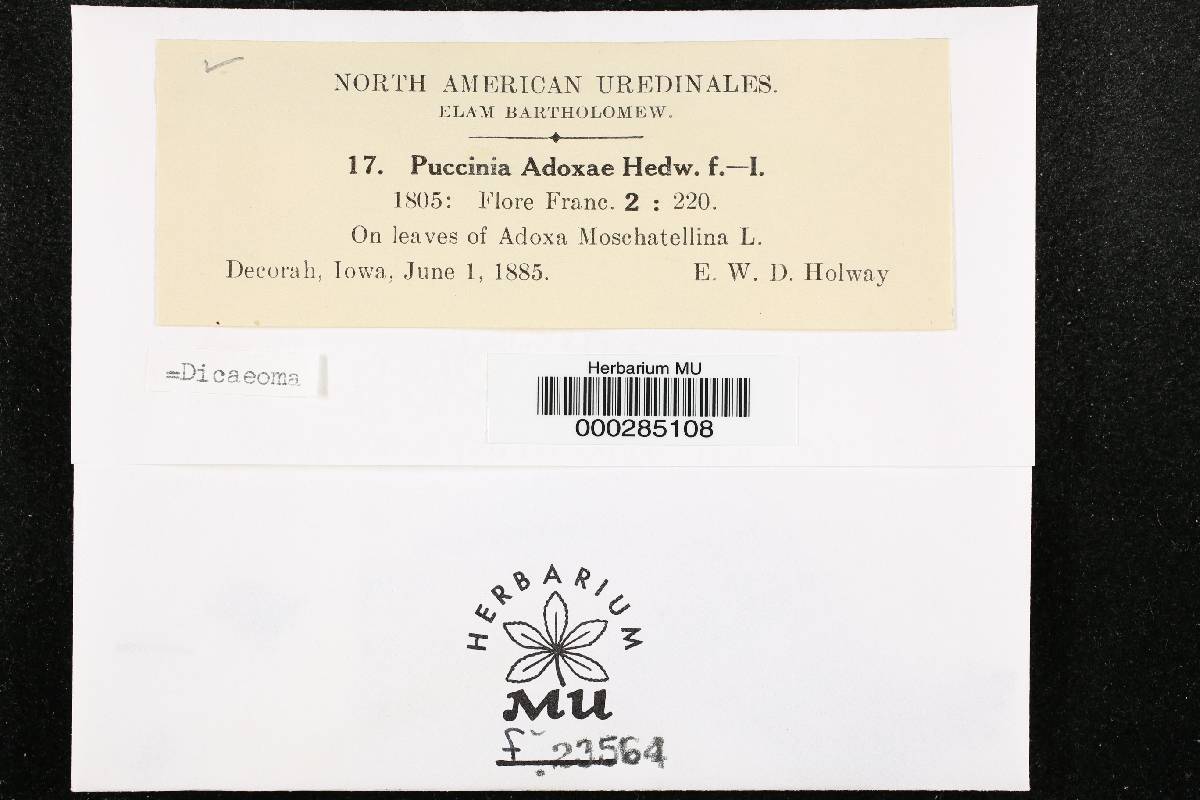 NORTH AMERICAN UREDINALES.
ELAM BARTHOLOMEW.
17. Puccinia Adoxae Hedw. f.—I.
1805: Flore Franc. 2 : 220.
On leaves of Adoxa Moschatellina L.
Decorah, Iowa, June 1, 1885. E. W. D. Holway
=Dicaeoma
Herbarium MU
000285108
HERBARIUM
MU
f 23564